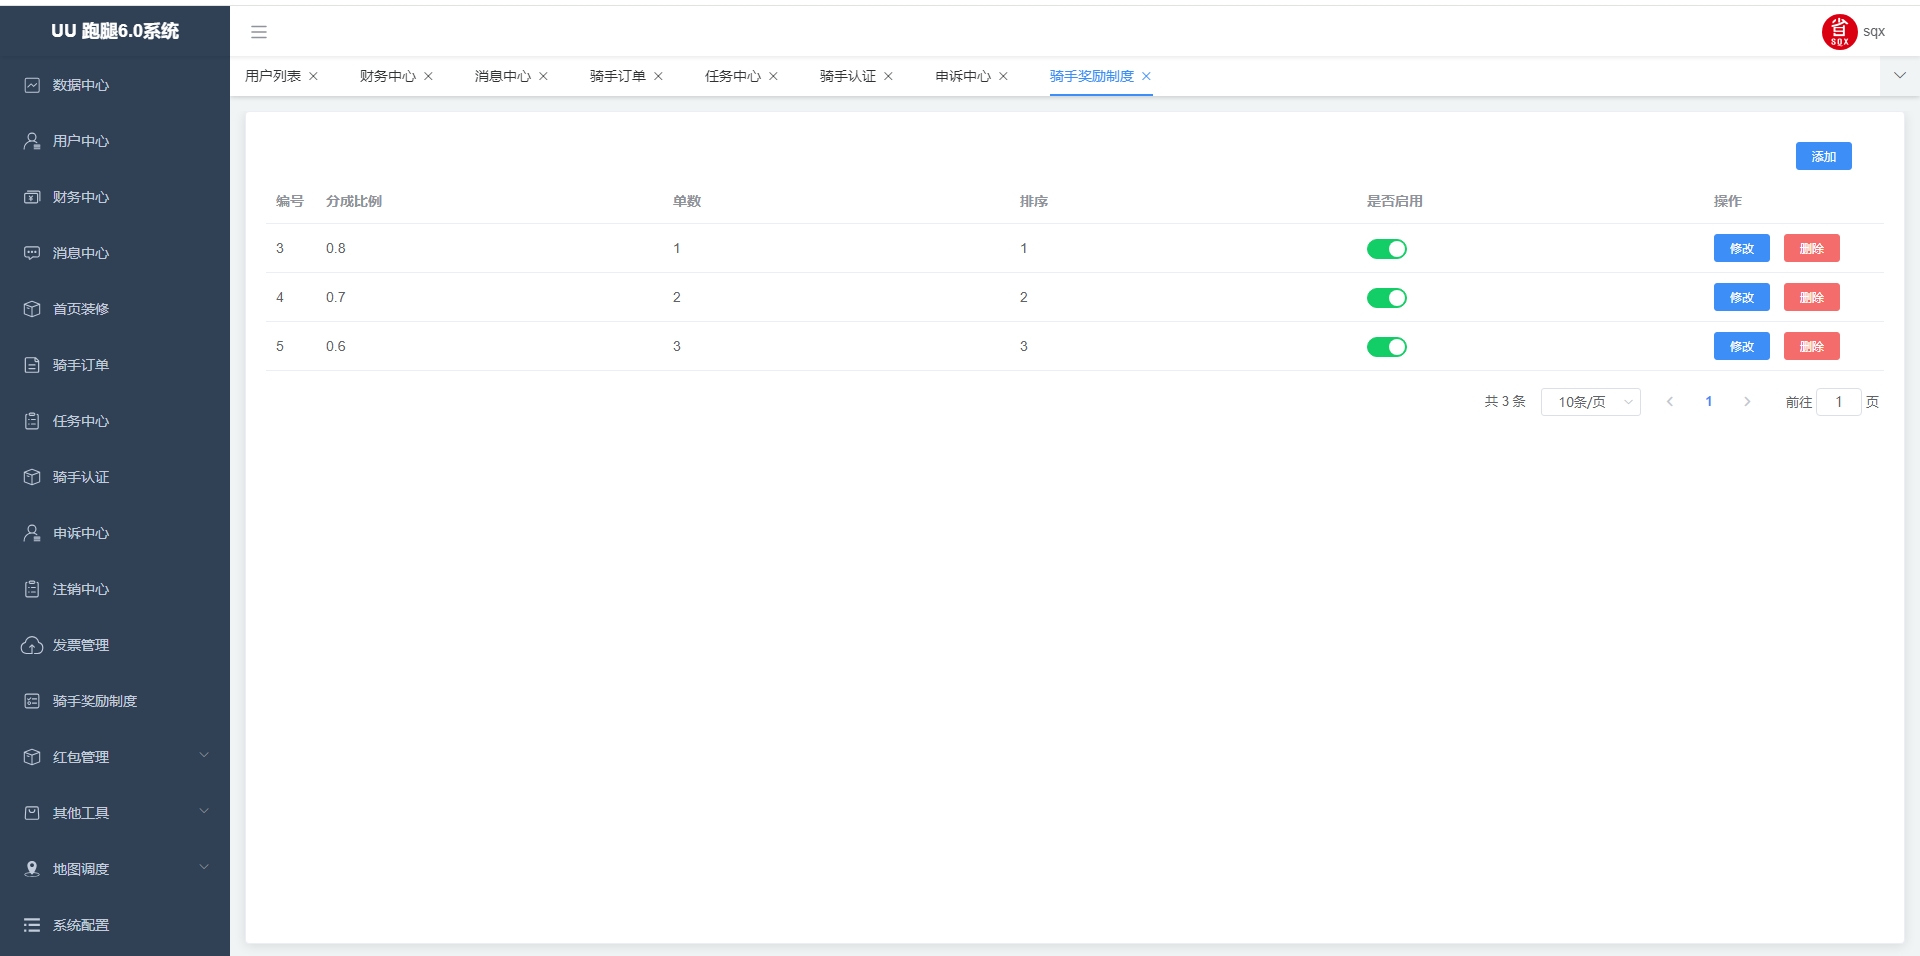 UU 跑腿6.0系统
省
SQX
sqx
用户列表
财务中心
消息中心
骑手订单
任务中心
骑手认证
申诉中心
骑手奖励制度
数据中心
用户中心
财务中心
消息中心
首页装修
骑手订单
任务中心
骑手认证
申诉中心
注销中心
发票管理
骑手奖励制度
红包管理
其他工具
地图调度
系统配置
添加
编号 分成比例 单数 排序 是否启用 操作
3 0.8 1 1 修改 删除
4 0.7 2 2 修改 删除
5 0.6 3 3 修改 删除
共 3 条 10条/页 1 前往 1 页